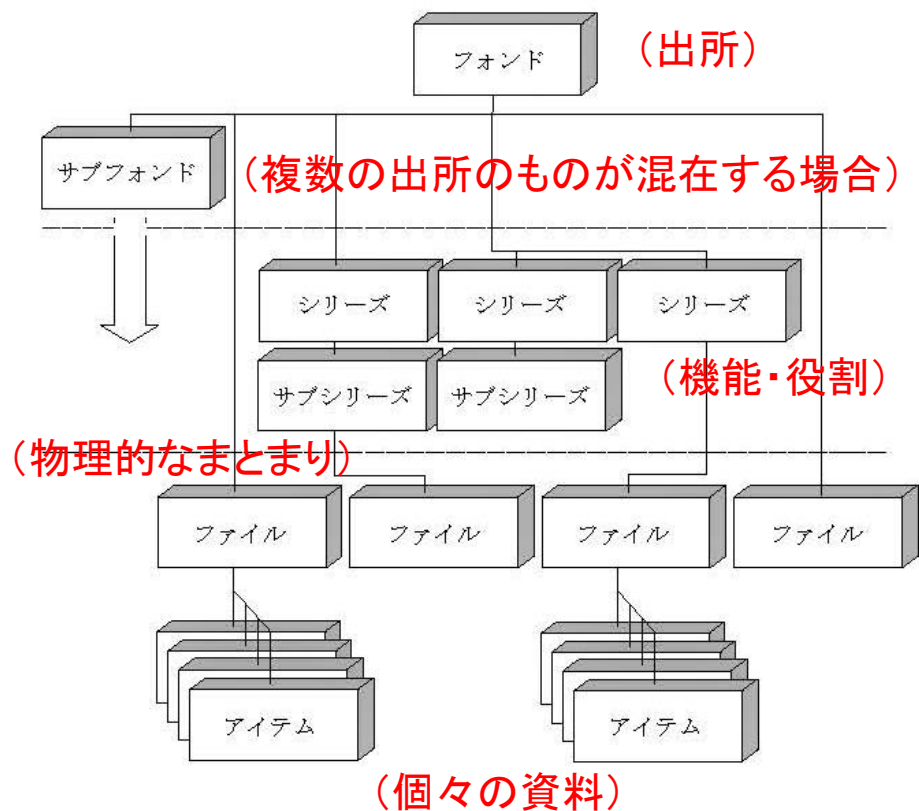 フォンド
（出所）
サブフォンド
（複数の出所のものが混在する場合）
シリーズ
シリーズ
シリーズ
サブシリーズ
サブシリーズ
（機能・役割）
（物理的なまとまり）
ファイル
ファイル
ファイル
ファイル
アイテム
アイテム
（個々の資料）